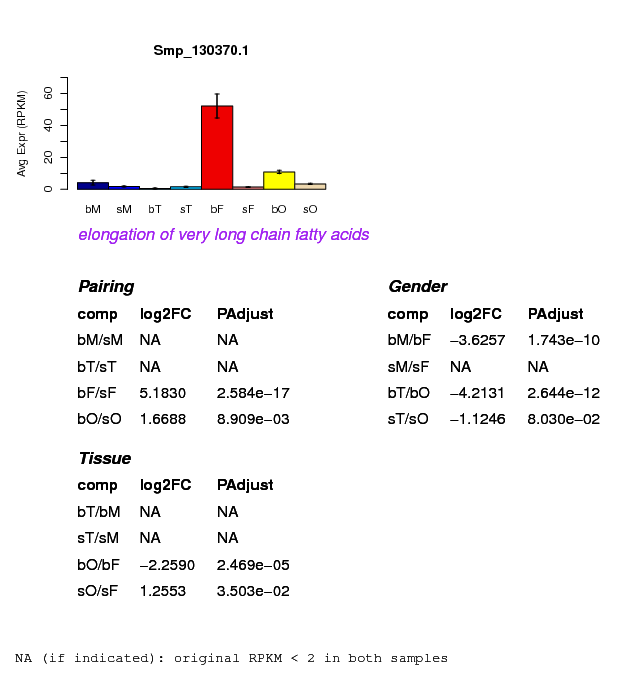 Smp_130370.1
Avg Expr (RPKM)
0 20 40 60
bM sM bT sT bF sF bO sO
elongation of very long chain fatty acids
Pairing
comp log2FC PAdjust
bM/sM NA NA
bT/sT NA NA
bF/sF 5.1830 2.584e−17
bO/sO 1.6688 8.909e−03
Gender
comp log2FC PAdjust
bM/bF −3.6257 1.743e−10
sM/sF NA NA
bT/bO −4.2131 2.644e−12
sT/sO −1.1246 8.030e−02
Tissue
comp log2FC PAdjust
bT/bM NA NA
sT/sM NA NA
bO/bF −2.2590 2.469e−05
sO/sF 1.2553 3.503e−02
NA (if indicated): original RPKM < 2 in both samples